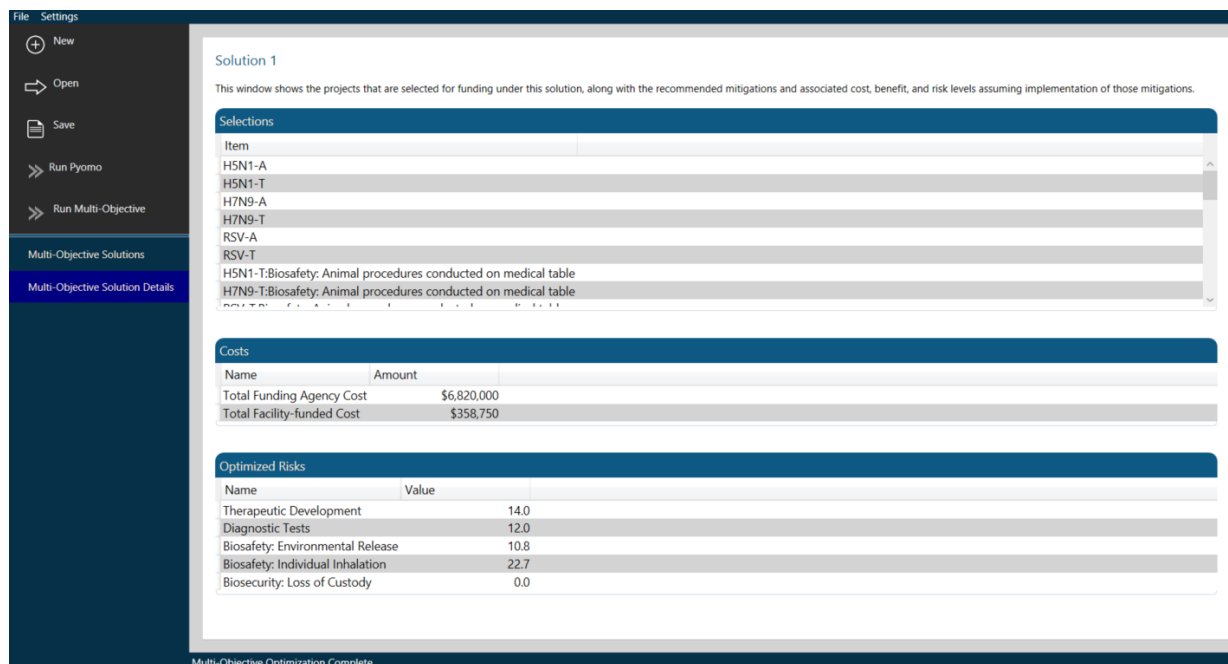 File Settings
New
Open
Save
Run Pyomo
Run Multi-Objective
Multi-Objective Solutions
Multi-Objective Solution Details
Solution 1
This window shows the projects that are selected for funding under this solution, along with the recommended mitigations and associated cost, benefit, and risk levels assuming implementation of those mitigations.
Selections
Item
H5N1-A
H5N1-T
H7N9-A
H7N9-T
RSV-A
RSV-T
H5N1-T:Biosafety: Animal procedures conducted on medical table
H7N9-T:Biosafety: Animal procedures conducted on medical table
Costs
Name Amount
Total Funding Agency Cost $6,820,000
Total Facility-funded Cost $358,750
Optimized Risks
Name Value
Therapeutic Development 14.0
Diagnostic Tests 12.0
Biosafety: Environmental Release 10.8
Biosafety: Individual Inhalation 22.7
Biosecurity: Loss of Custody 0.0
Multi-Objective Optimization Complete